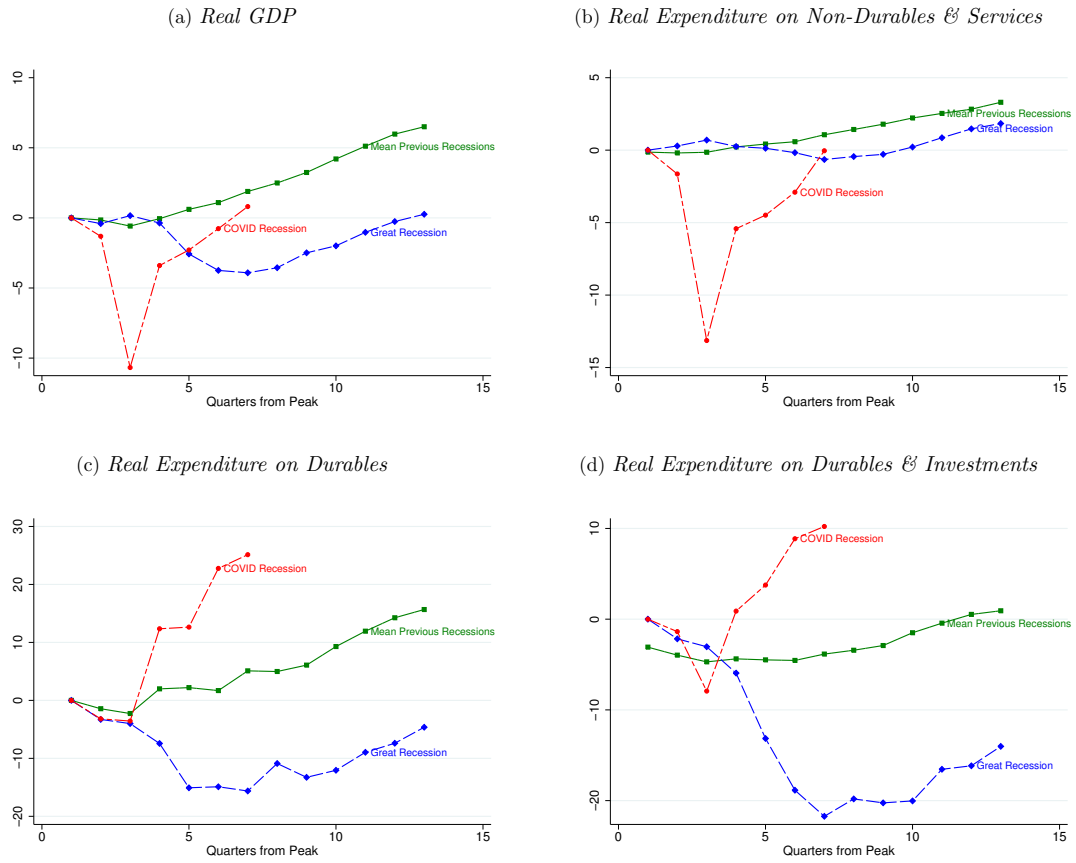 (a) Real GDP
10
5
0
−5
−10
Mean Previous Recessions
COVID Recession
Great Recession
0 5 10 15
Quarters from Peak
(b) Real Expenditure on Non-Durables & Services
5
0
−5
−10
−15
Mean Previous Recessions
Great Recession
COVID Recession
0 5 10 15
Quarters from Peak
(c) Real Expenditure on Durables
30
20
10
0
−10
−20
COVID Recession
Mean Previous Recessions
Great Recession
0 5 10 15
Quarters from Peak
(d) Real Expenditure on Durables & Investments
10
0
−10
−20
COVID Recession
Mean Previous Recessions
Great Recession
0 5 10 15
Quarters from Peak